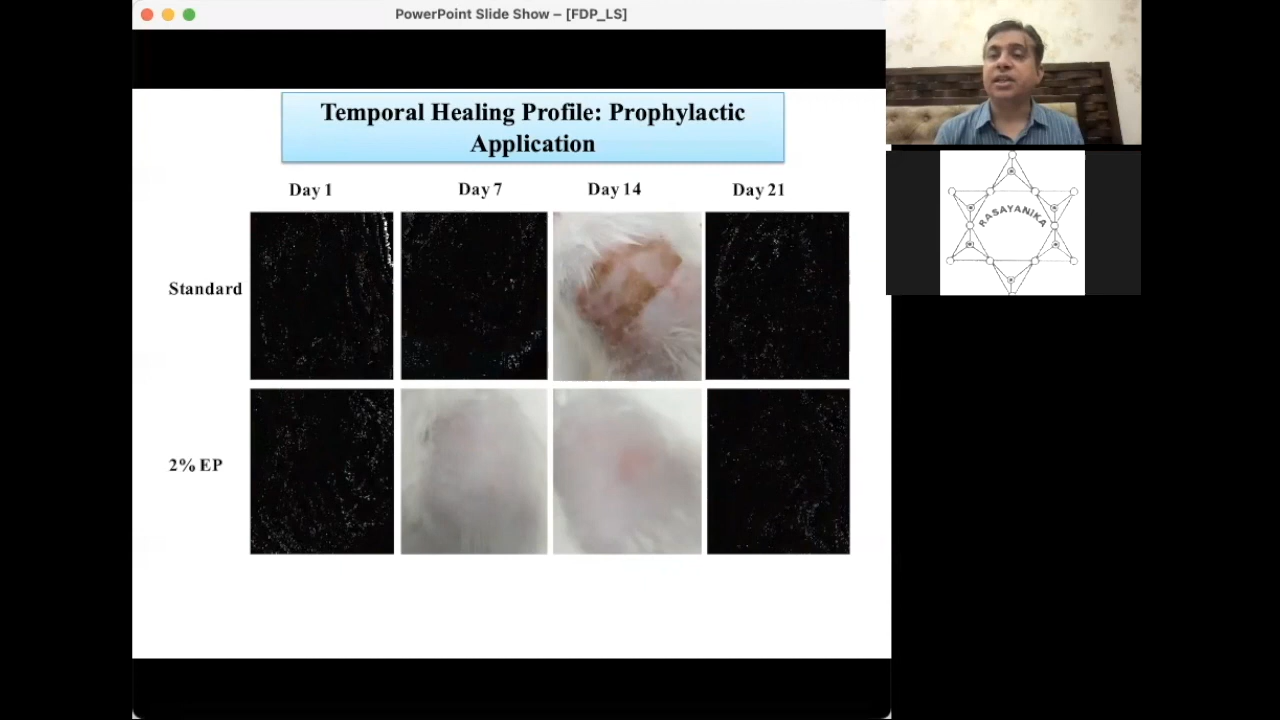 PowerPoint Slide Show – [FDP_LS]
Temporal Healing Profile: Prophylactic
Application
Day 1 Day 7 Day 14 Day 21
Standard
2% EP
RASAYANIKA